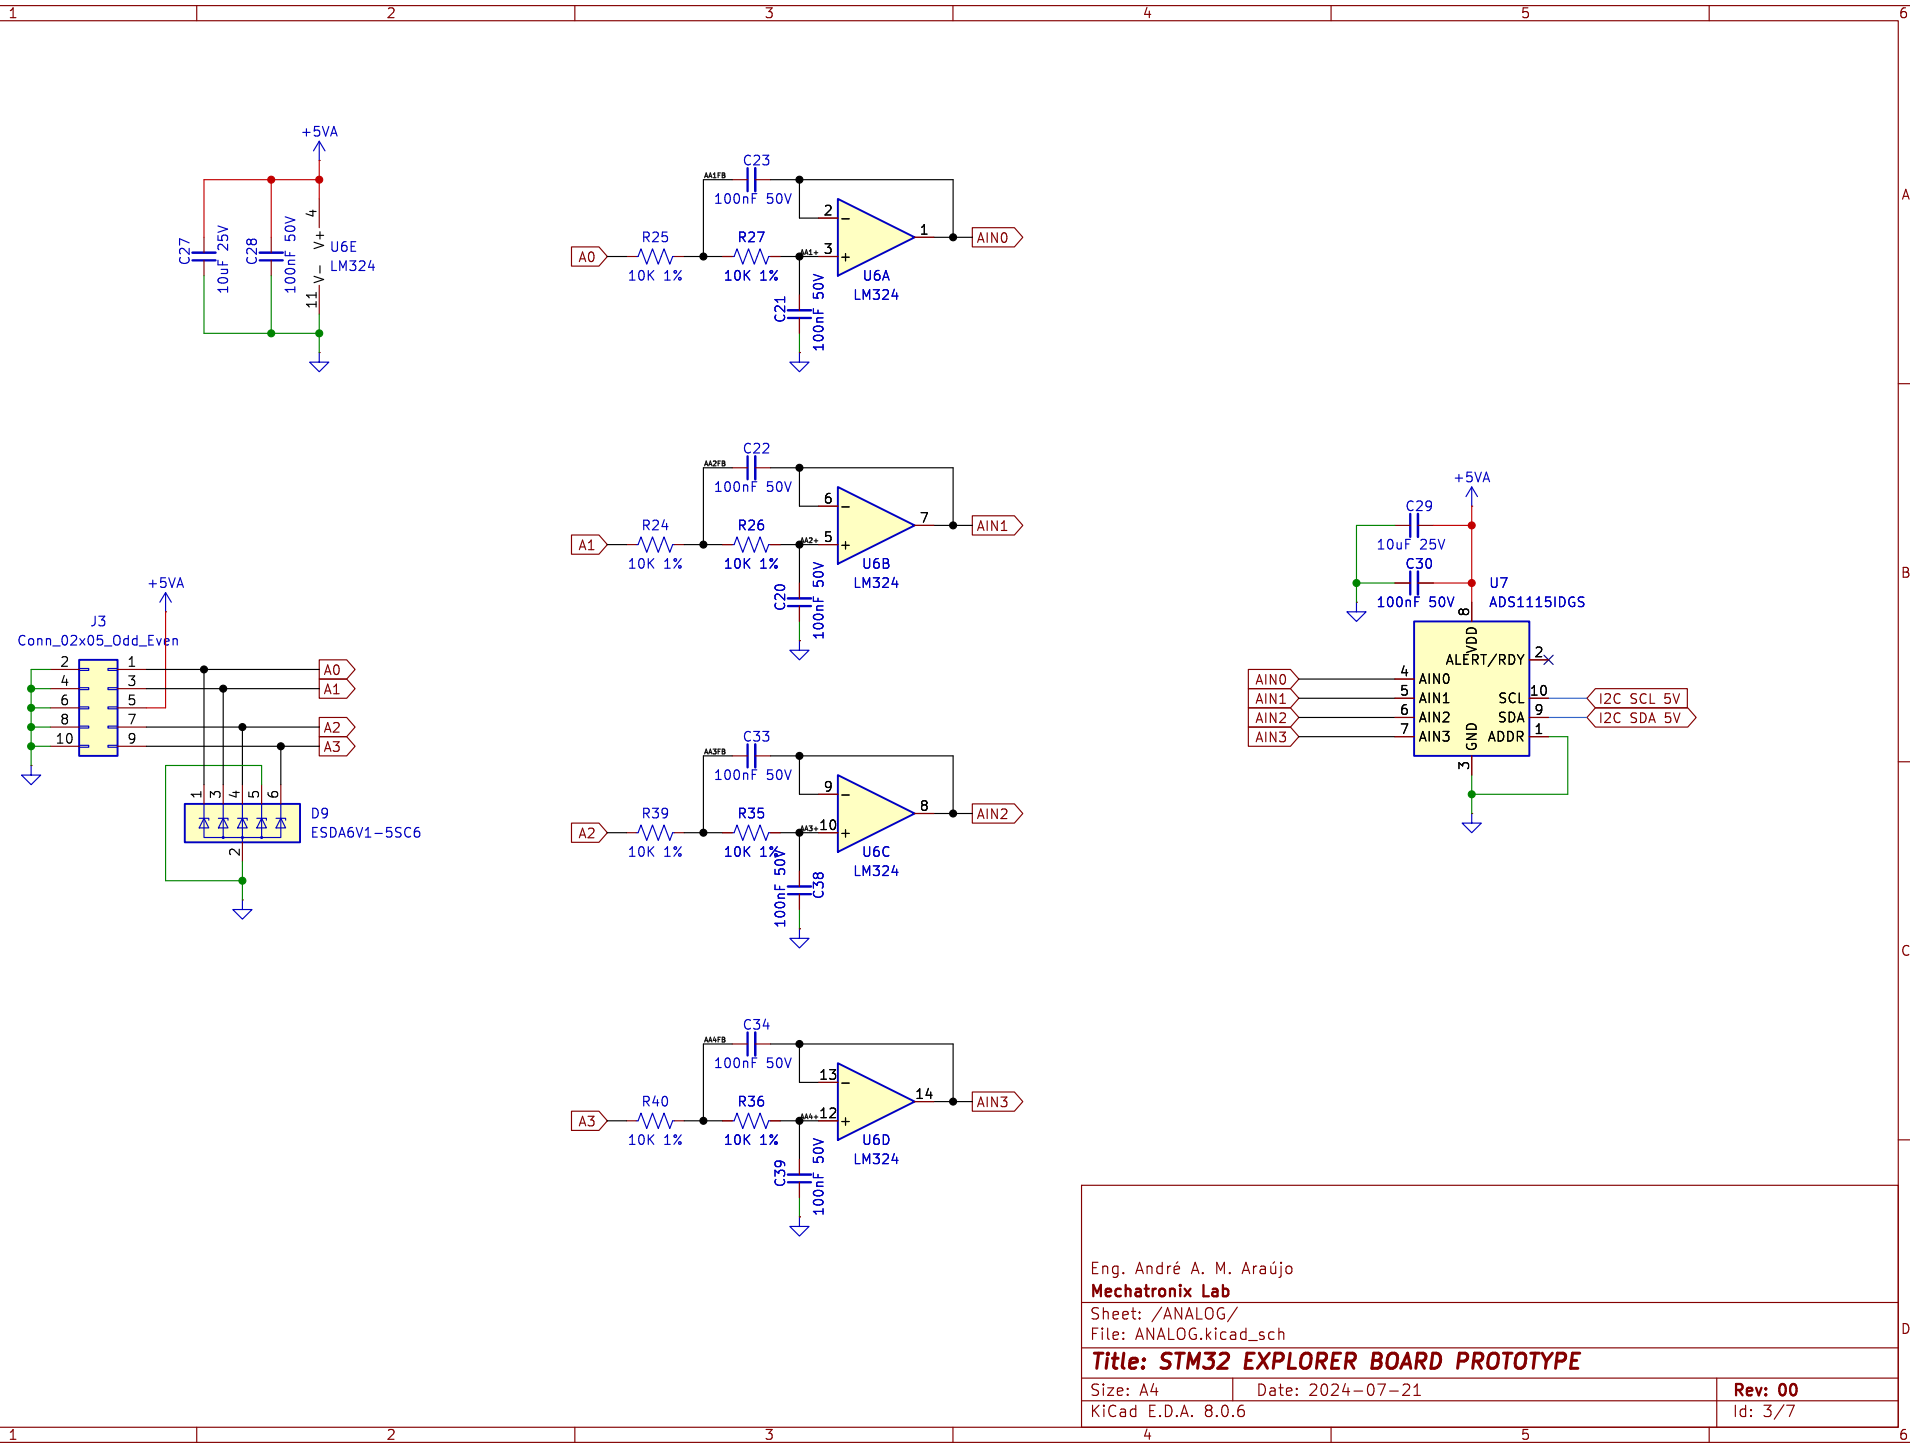 1 2 3 4 5 6
A
B
C
D
+5VA
C27
10uF 25V
C28
100nF 50V
4
V+
V-
11
U6E
LM324
C23
AA1FB
100nF 50V
A0
R25
10K 1%
R27
10K 1%
AA1+
2
3
1
-
+
U6A
LM324
C21
100nF 50V
AIN0
C22
AA2FB
100nF 50V
A1
R24
10K 1%
R26
10K 1%
AA2+
6
5
7
-
+
U6B
LM324
C20
100nF 50V
AIN1
C33
AA3FB
100nF 50V
A2
R39
10K 1%
R35
10K 1%
AA3+
9
10
8
-
+
U6C
LM324
100nF 50V
C38
AIN2
C34
AA4FB
100nF 50V
A3
R40
10K 1%
R36
10K 1%
AA4+
13
12
14
-
+
U6D
LM324
C39
100nF 50V
AIN3
+5VA
J3
Conn_02x05_Odd_Even
2 1 A0
4 3 A1
6 5
8 7 A2
10 9 A3
1 3 4 5 6
D9
ESDA6V1-5SC6
2
+5VA
C29
10uF 25V
C30
100nF 50V
U7
ADS1115IDGS
8
VDD
ALERT/RDY 2
AIN0 4 AIN0
AIN1 5 AIN1 SCL 10 I2C SCL 5V
AIN2 6 AIN2 SDA 9 I2C SDA 5V
AIN3 7 AIN3 ADDR 1
GND
3
Eng. André A. M. Araújo
Mechatronix Lab
Sheet: /ANALOG/
File: ANALOG.kicad_sch
Title: STM32 EXPLORER BOARD PROTOTYPE
Size: A4 Date: 2024-07-21 Rev: 00
KiCad E.D.A. 8.0.6 Id: 3/7
1 2 3 4 5 6